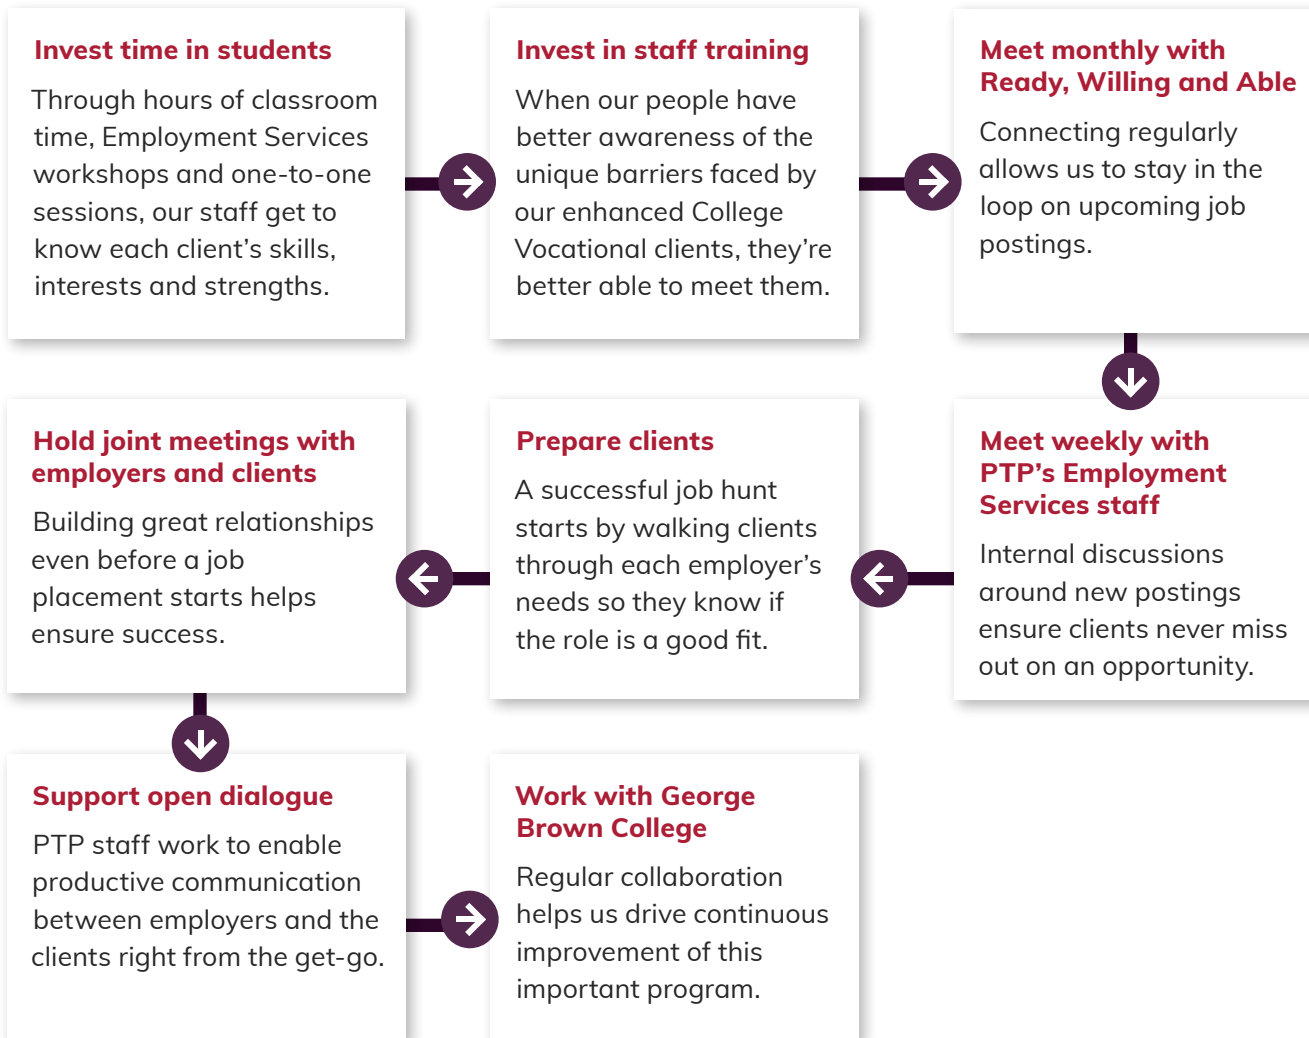 Invest time in students
Through hours of classroom
time, Employment Services
workshops and one-to-one
sessions, our staff get to
know each client’s skills,
interests and strengths.
Invest in staff training
When our people have
better awareness of the
unique barriers faced by
our enhanced College
Vocational clients, they’re
better able to meet them.
Meet monthly with
Ready, Willing and Able
Connecting regularly
allows us to stay in the
loop on upcoming job
postings.
Meet weekly with
PTP’s Employment
Services staff
Internal discussions
around new postings
ensure clients never miss
out on an opportunity.
Prepare clients
A successful job hunt
starts by walking clients
through each employer’s
needs so they know if
the role is a good fit.
Hold joint meetings with
employers and clients
Building great relationships
even before a job
placement starts helps
ensure success.
Support open dialogue
PTP staff work to enable
productive communication
between employers and the
clients right from the get-go.
Work with George
Brown College
Regular collaboration
helps us drive continuous
improvement of this
important program.